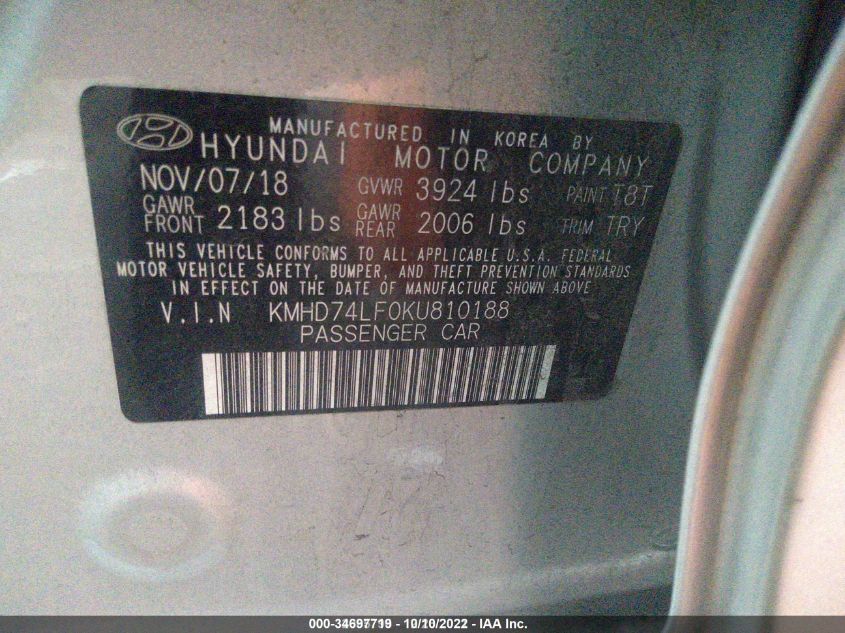 MANUFACTURED IN KOREA BY
HYUNDAI MOTOR COMPANY
NOV/07/18 GVWR 3924 lbs PAINT T8T
GAWR FRONT 2183 lbs GAWR REAR 2006 lbs TRIM TRY
THIS VEHICLE CONFORMS TO ALL APPLICABLE U.S.A. FEDERAL
MOTOR VEHICLE SAFETY, BUMPER, AND THEFT PREVENTION STANDARDS
IN EFFECT ON THE DATE OF MANUFACTURE SHOWN ABOVE
V.I.N KMHD74LF0KU810188
PASSENGER CAR
000-34697719 - 10/10/2022 - IAA Inc.